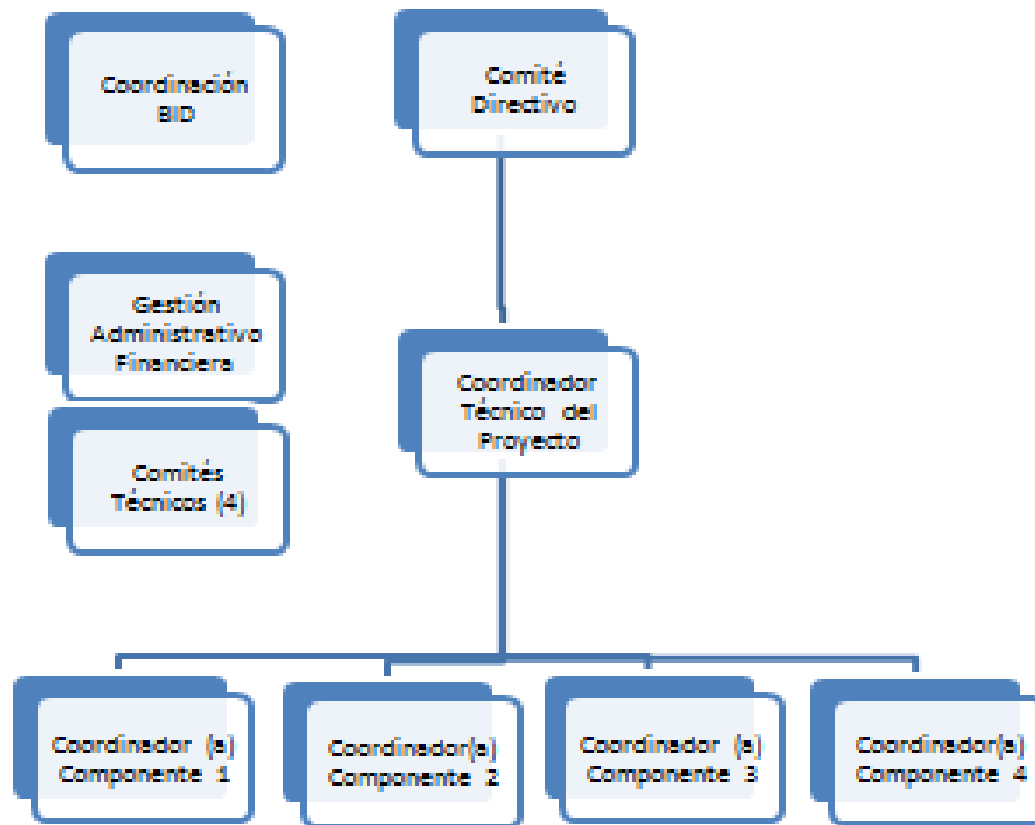 Coordinación
BID
Comité
Directivo
Gestión
Administrativo
Financiera
Coordinador
Técnico del
Proyecto
Comités
Técnicos (4)
Coordinador (a)
Componente 1
Coordinador(a)
Componente 2
Coordinador (a)
Componente 3
Coordinador(a)
Componente 4